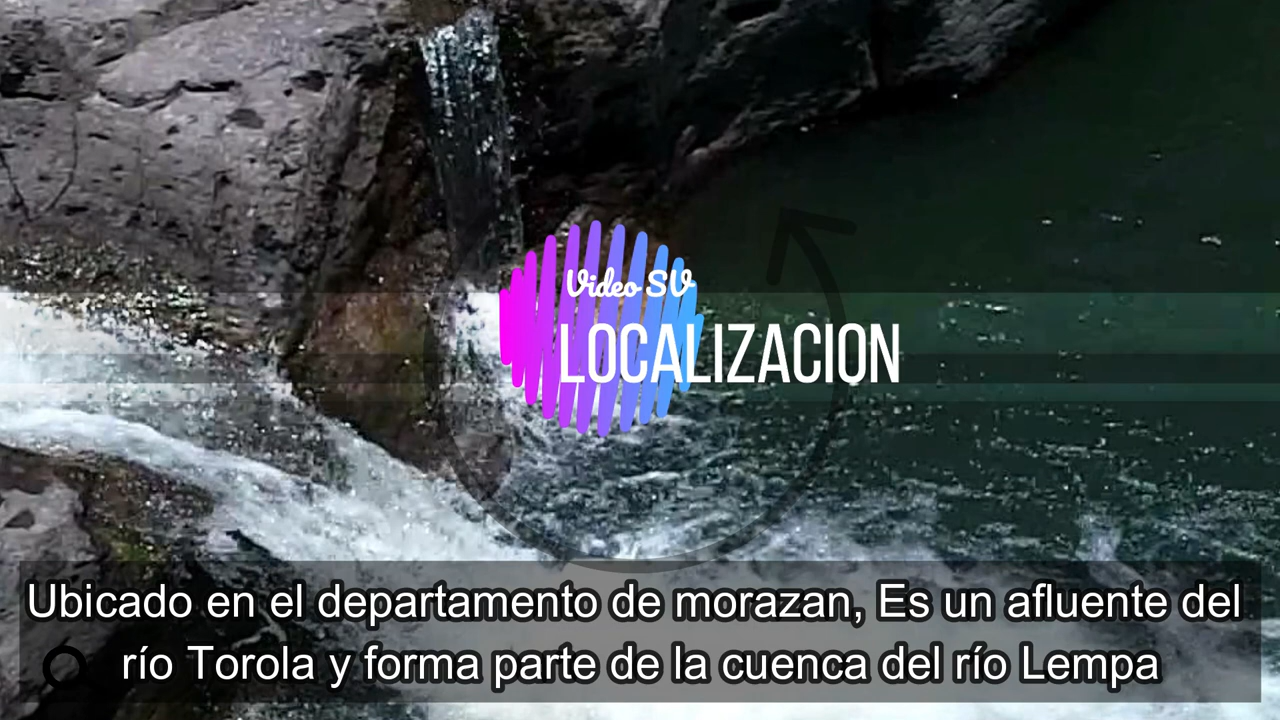 Video SV
LOCALIZACION
Ubicado en el departamento de morazan, Es un afluente del
río Torola y forma parte de la cuenca del río Lempa